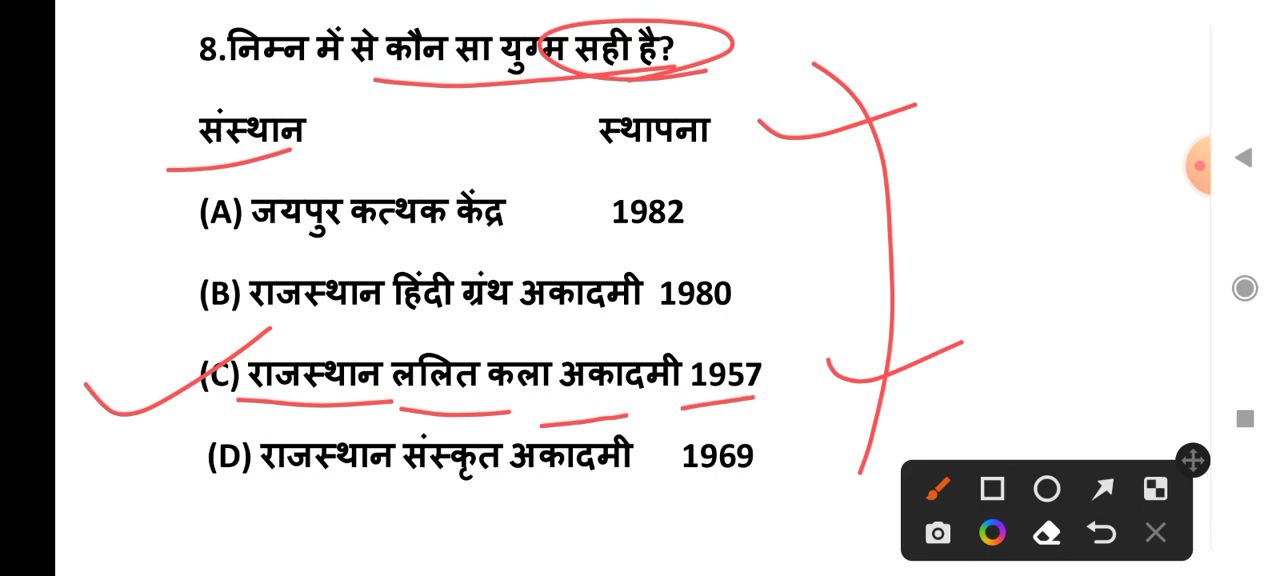 8.निम्न में से कौन सा युग्म सही है?
संस्थान स्थापना
(A) जयपुर कत्थक केंद्र 1982
(B) राजस्थान हिंदी ग्रंथ अकादमी 1980
(C) राजस्थान ललित कला अकादमी 1957
(D) राजस्थान संस्कृत अकादमी 1969